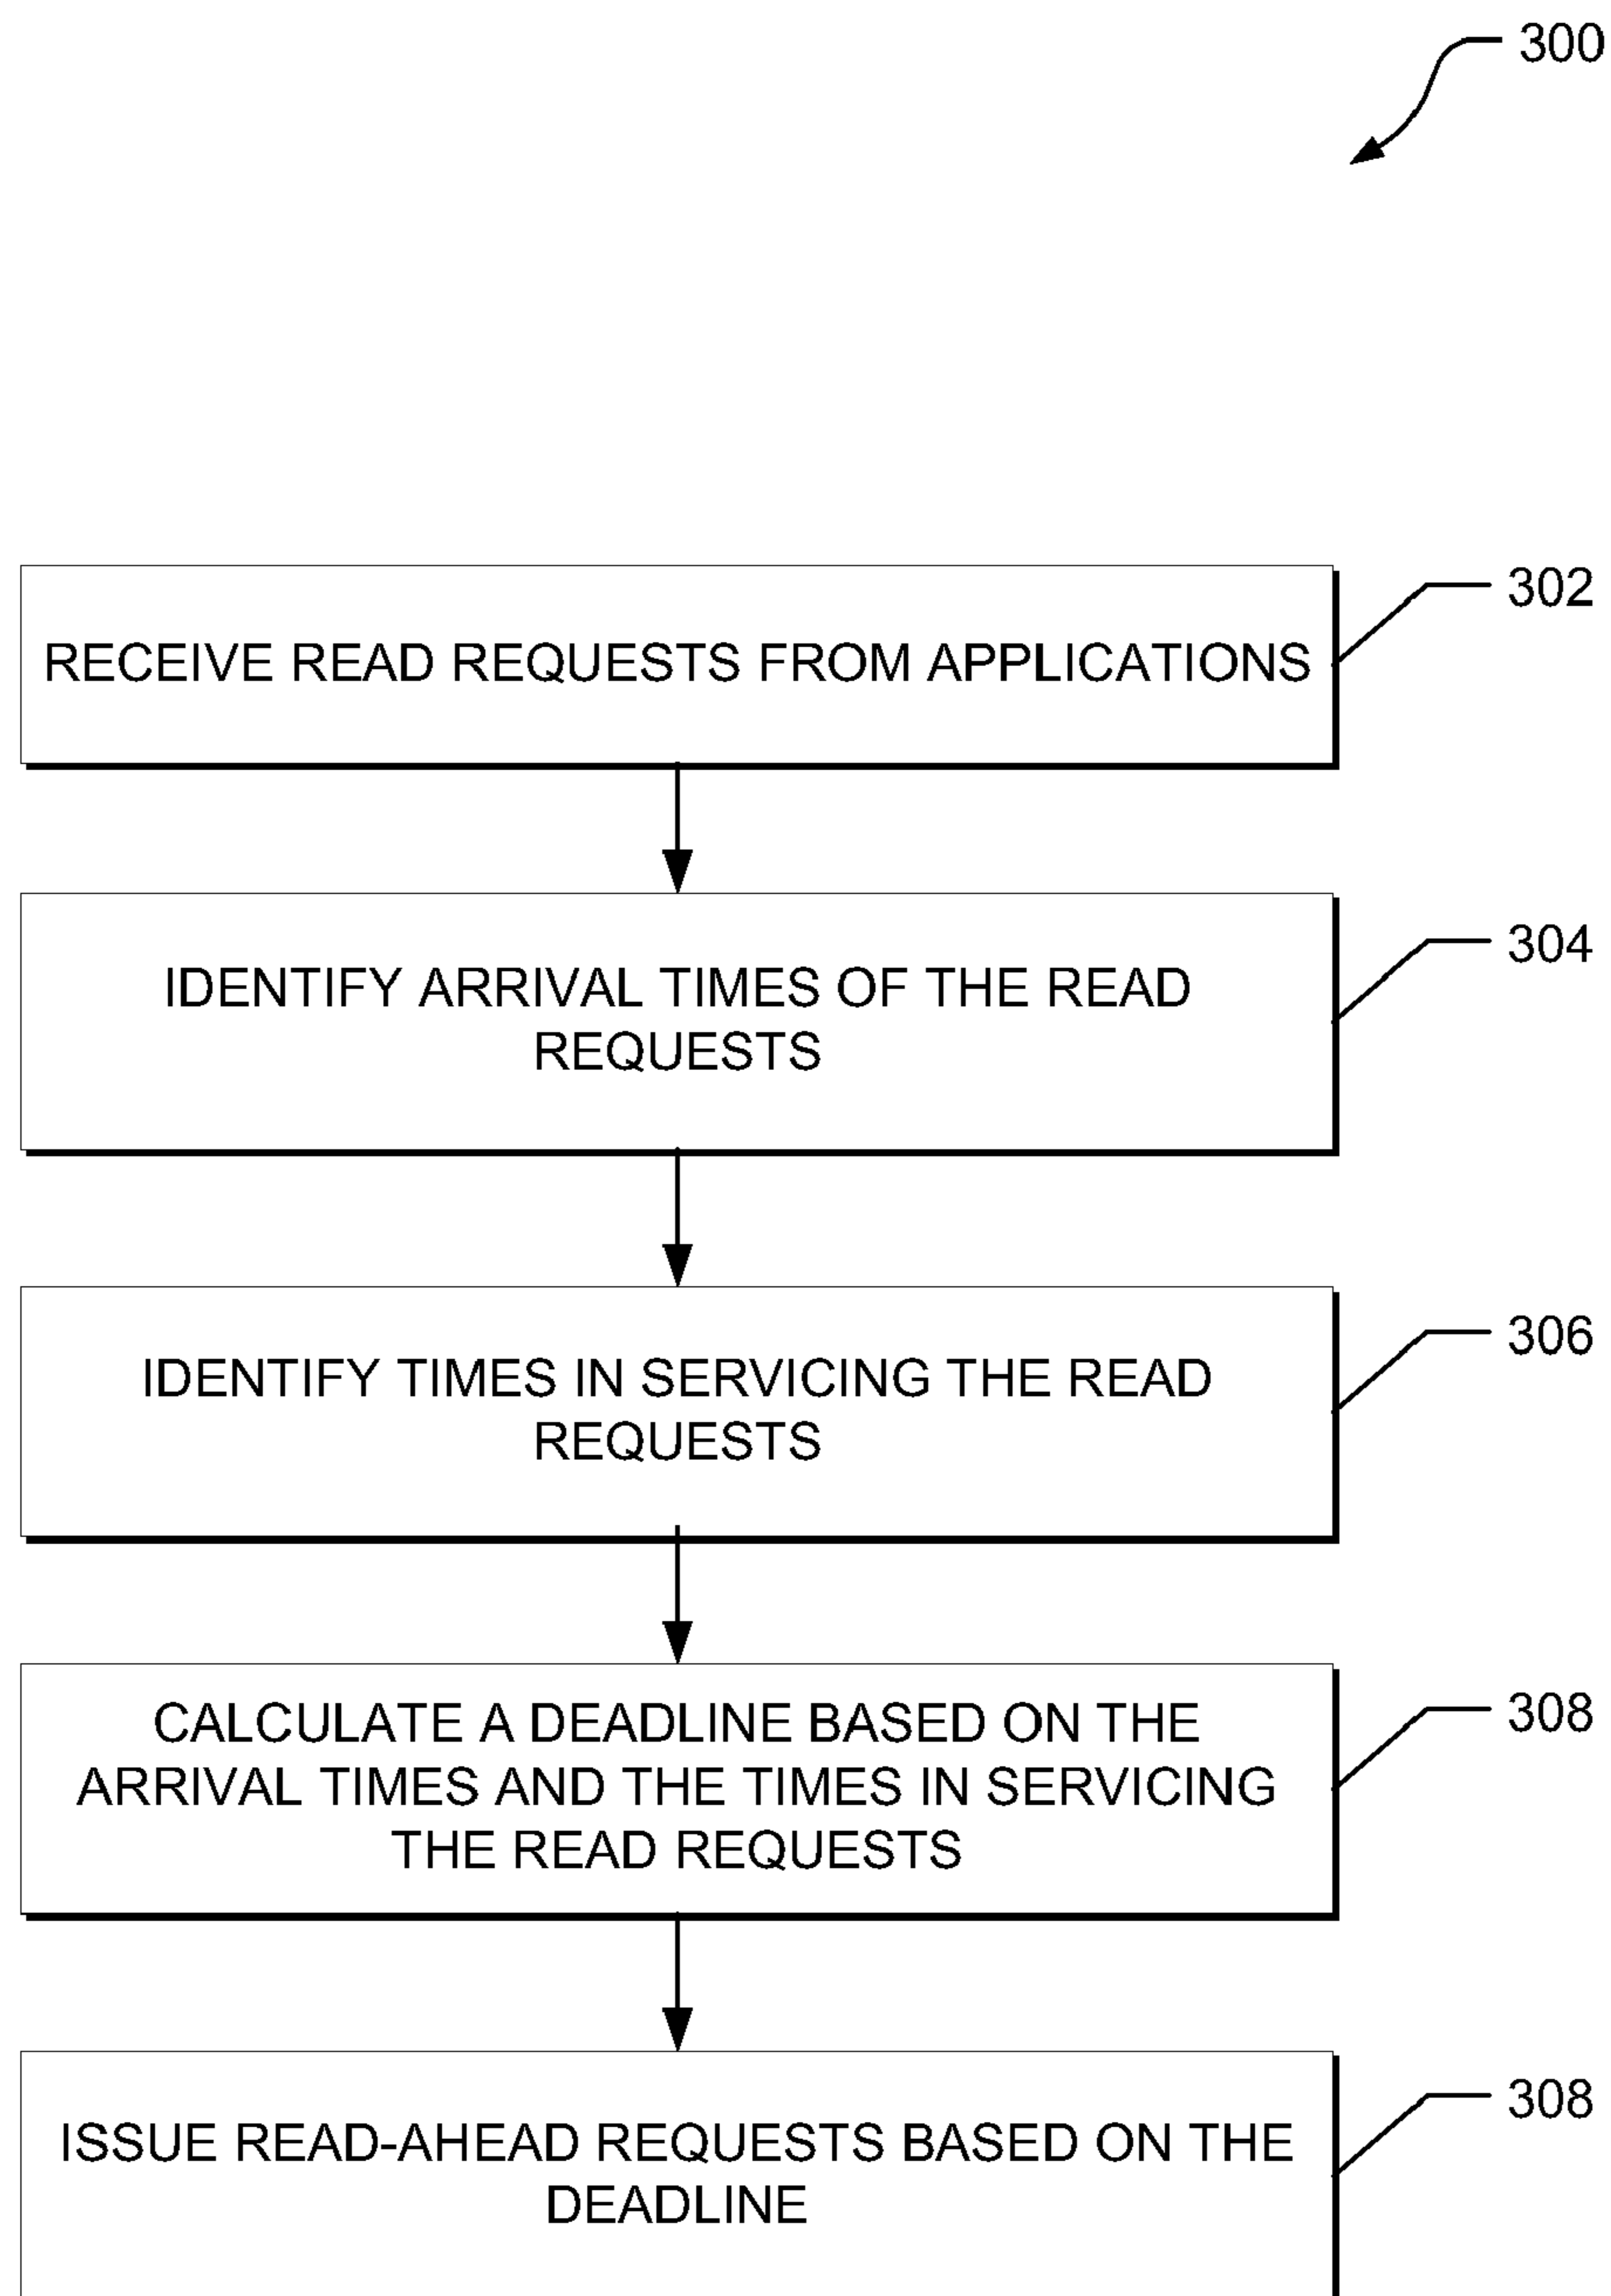 300
RECEIVE READ REQUESTS FROM APPLICATIONS
302
IDENTIFY ARRIVAL TIMES OF THE READ
REQUESTS
304
IDENTIFY TIMES IN SERVICING THE READ
REQUESTS
306
CALCULATE A DEADLINE BASED ON THE
ARRIVAL TIMES AND THE TIMES IN SERVICING
THE READ REQUESTS
308
ISSUE READ-AHEAD REQUESTS BASED ON THE
DEADLINE
308